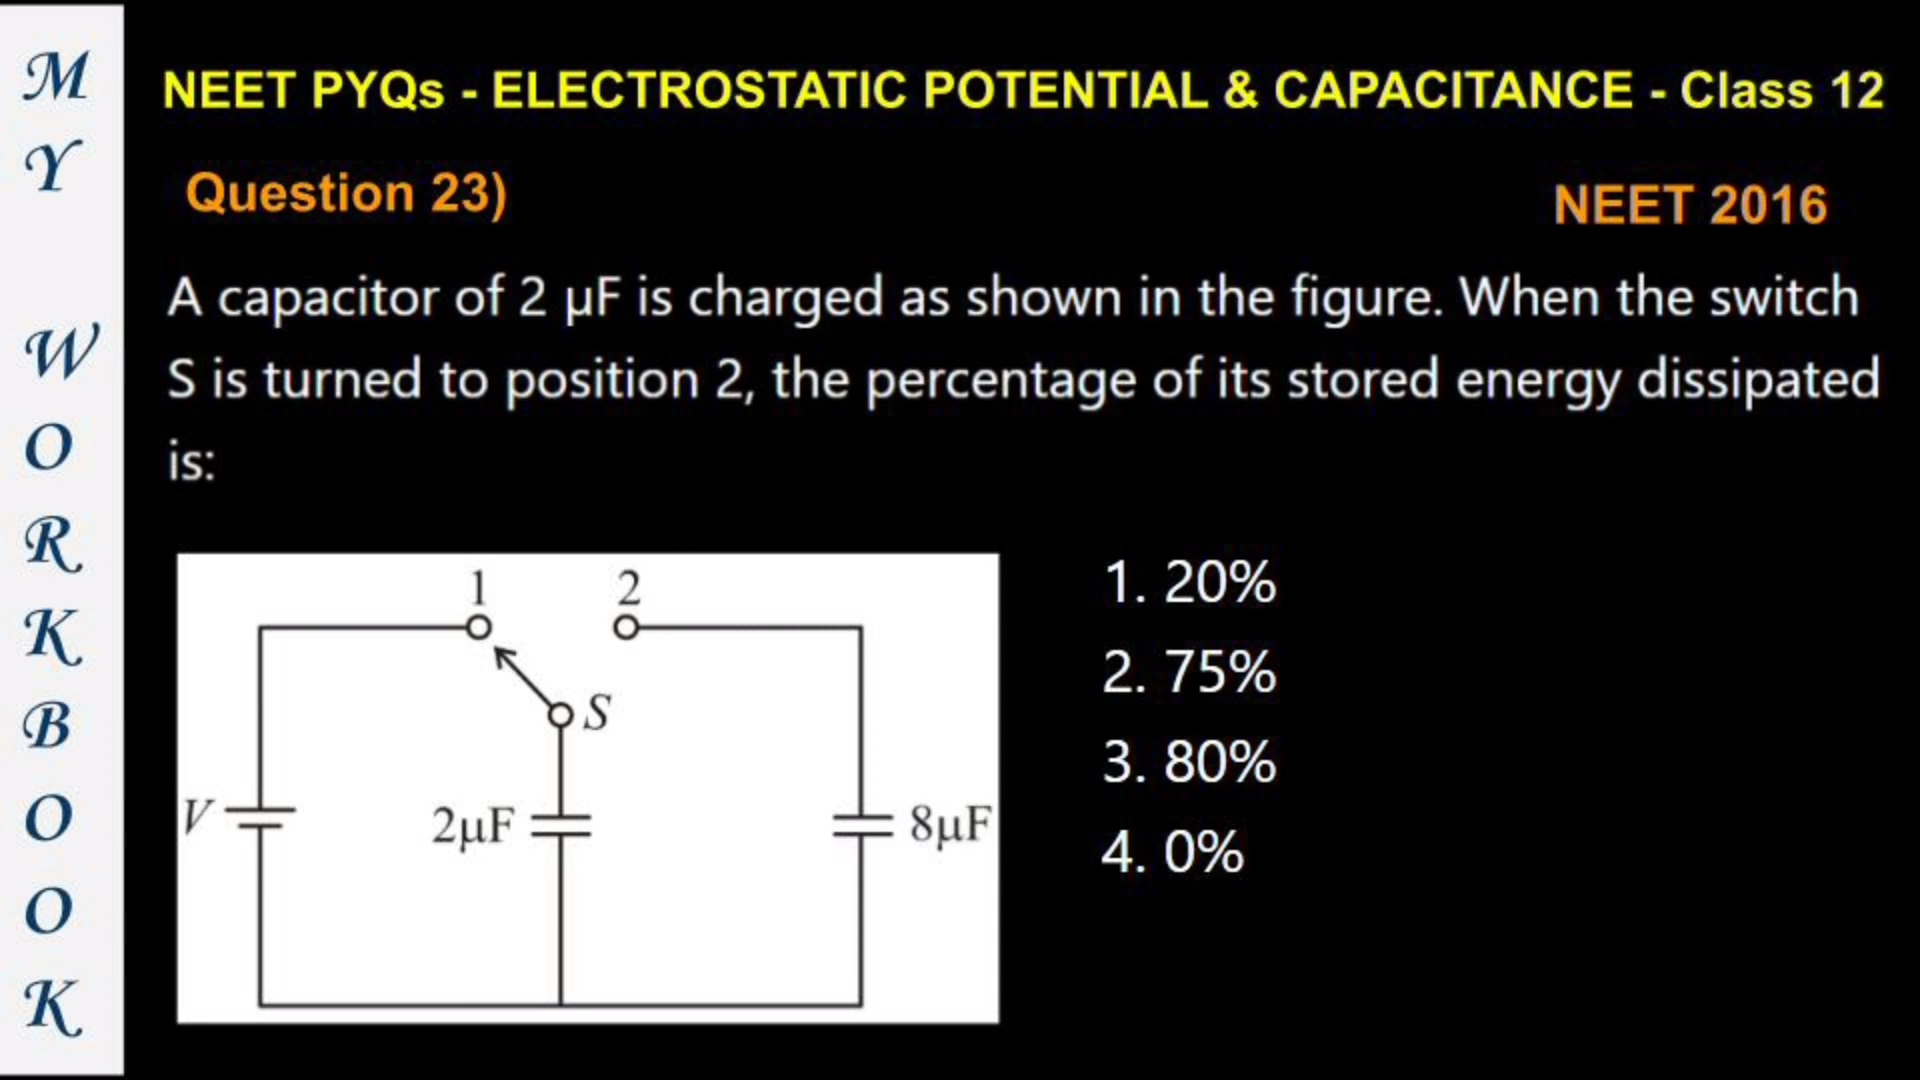 MY WORKBOOK
NEET PYQs - ELECTROSTATIC POTENTIAL & CAPACITANCE - Class 12
Question 23)
NEET 2016
A capacitor of 2 μF is charged as shown in the figure. When the switch
S is turned to position 2, the percentage of its stored energy dissipated
is:
1
2
S
V
2μF
8μF
1. 20%
2. 75%
3. 80%
4. 0%